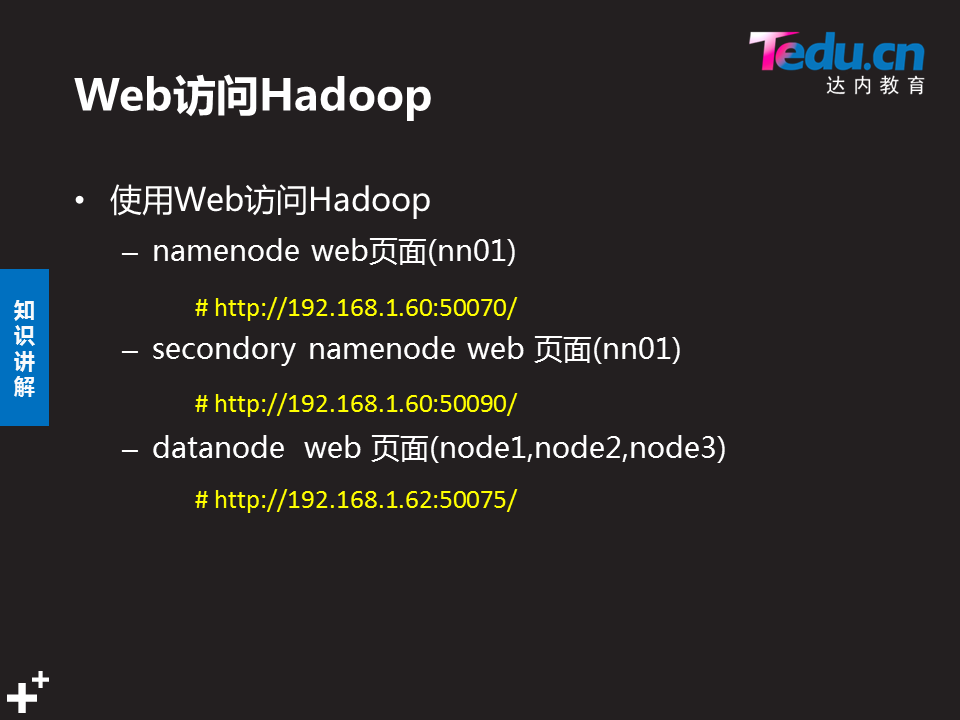 Tedu.cn
达内教育
Web访问Hadoop
• 使用Web访问Hadoop
– namenode web页面(nn01)
# http://192.168.1.60:50070/
– secondory namenode web 页面(nn01)
# http://192.168.1.60:50090/
– datanode web 页面(node1,node2,node3)
# http://192.168.1.62:50075/
知
识
讲
解